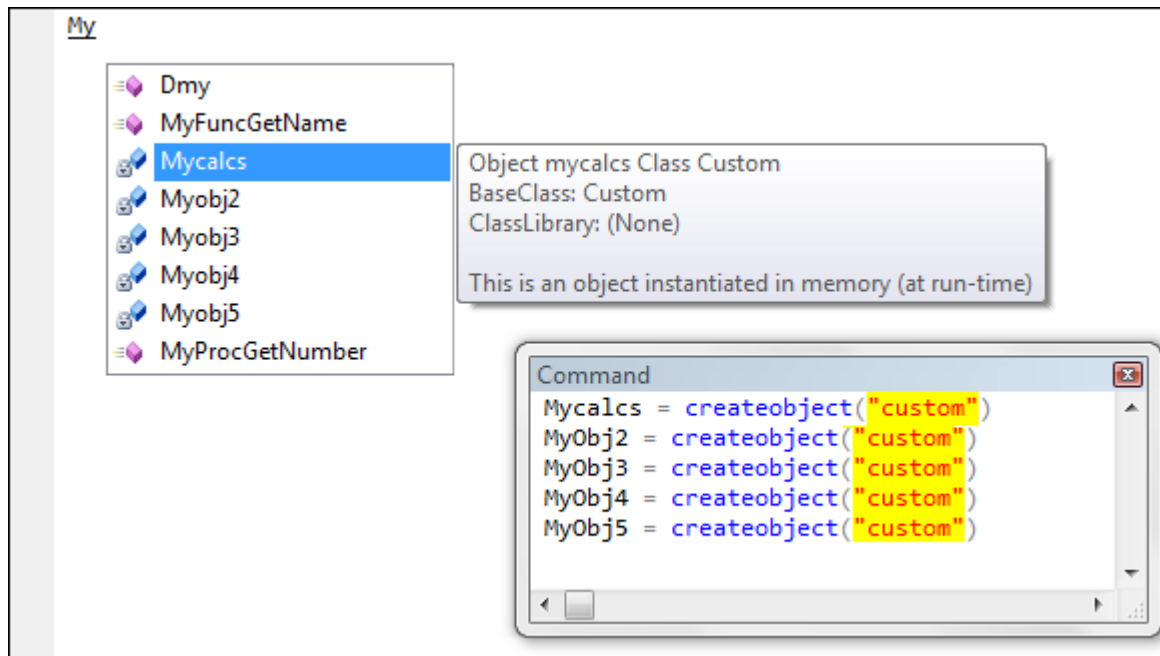 My
Dmy
MyFuncGetName
Mycalcs
Myobj2
Myobj3
Myobj4
Myobj5
MyProcGetNumber
Object mycalcs Class Custom
BaseClass: Custom
ClassLibrary: (None)
This is an object instantiated in memory (at run-time)
Command
Mycalcs = createobject("custom")
MyObj2 = createobject("custom")
MyObj3 = createobject("custom")
MyObj4 = createobject("custom")
MyObj5 = createobject("custom")